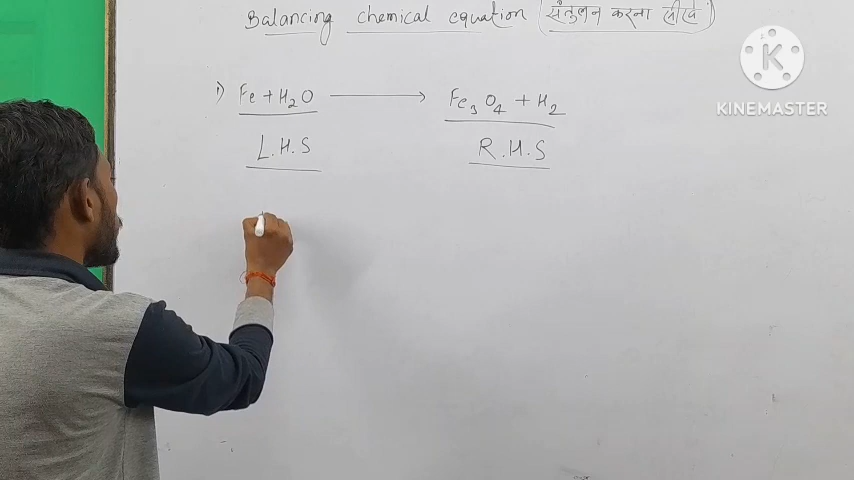 Balancing chemical equation (संतुलन करना सीखें)
1) Fe + H₂O ⟶ Fe₃O₄ + H₂
L.H.S R.H.S
KINEMASTER